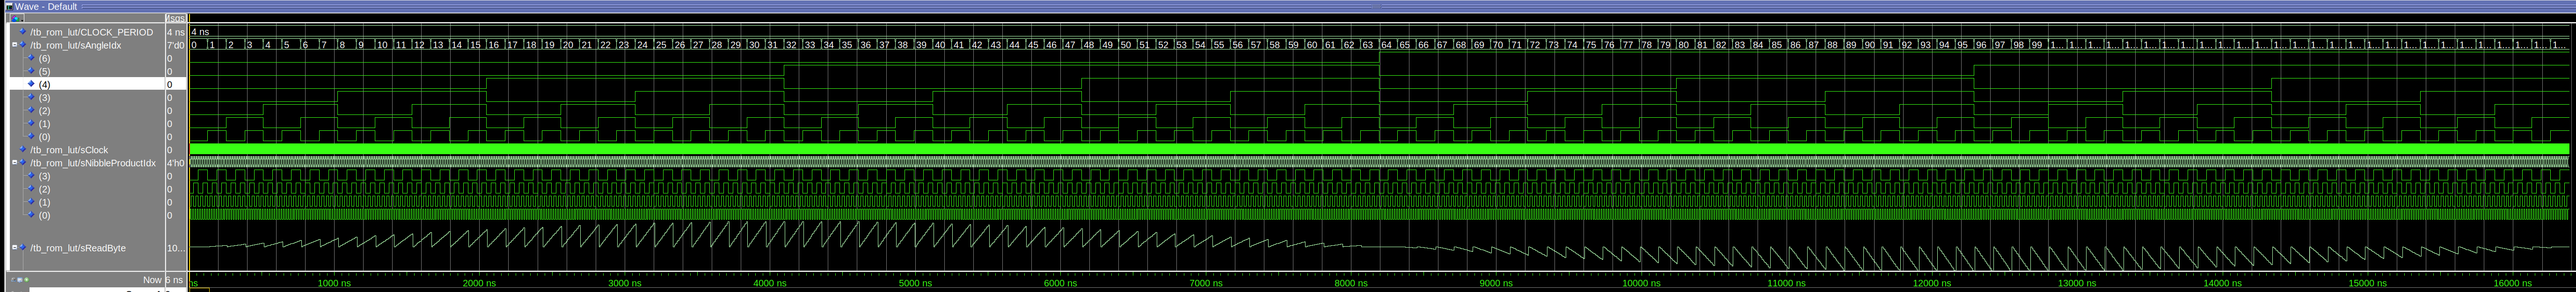 Wave - Default
Msgs
/tb_rom_lut/CLOCK_PERIOD 4 ns 4 ns
/tb_rom_lut/sAngleIdx 7'd0 0 1 2 3 4 5 6 7 8 9 10 11 12 13 14 15 16 17 18 19 20 21 22 23 24 25 26 27 28 29 30 31 32 33 34 35 36 37 38 39 40 41 42 43 44 45 46 47 48 49 50 51 52 53 54 55 56 57 58 59 60 61 62 63 64 65 66 67 68 69 70 71 72 73 74 75 76 77 78 79 80 81 82 83 84 85 86 87 88 89 90 91 92 93 94 95 96 97 98 99 1... 1... 1... 1... 1... 1... 1... 1... 1... 1... 1... 1... 1... 1... 1... 1... 1... 1... 1... 1... 1... 1... 1... 1... 1... 1... 1... 1...
(6) 0
(5) 0
(4) 0
(3) 0
(2) 0
(1) 0
(0) 0
/tb_rom_lut/sClock 0
/tb_rom_lut/sNibbleProductIdx 4'h0
(3) 0
(2) 0
(1) 0
(0) 0
/tb_rom_lut/sReadByte 10...
Now 6 ns ns 1000 ns 2000 ns 3000 ns 4000 ns 5000 ns 6000 ns 7000 ns 8000 ns 9000 ns 10000 ns 11000 ns 12000 ns 13000 ns 14000 ns 15000 ns 16000 ns